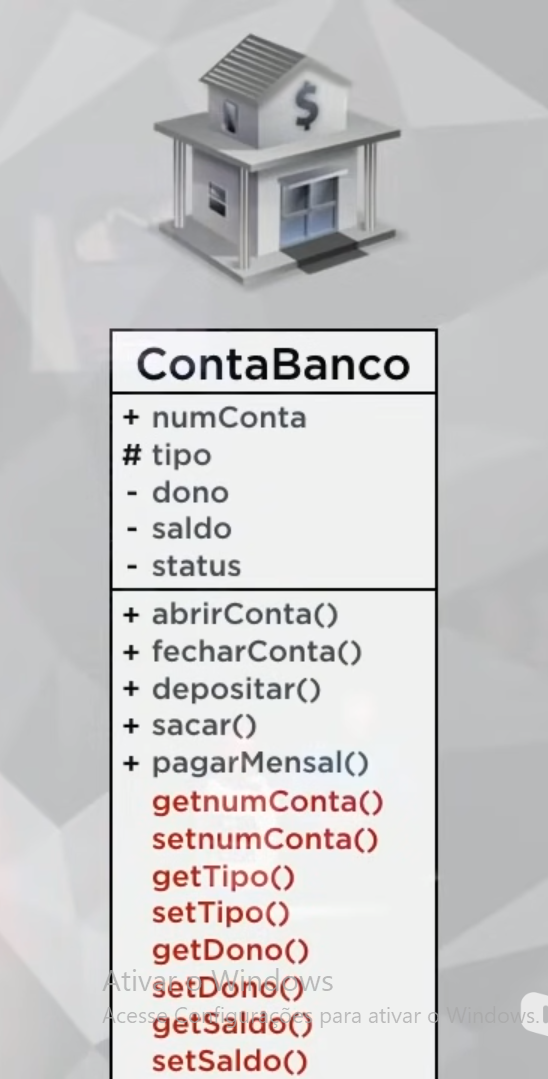 $
ContaBanco
+ numConta
# tipo
- dono
- saldo
- status
+ abrirConta()
+ fecharConta()
+ depositar()
+ sacar()
+ pagarMensal()
getnumConta()
setnumConta()
getTipo()
setTipo()
getDono()
Ativar o Windows
setDono()
Acesse Configurações para ativar o Windows.
getSaldo()
setSaldo()